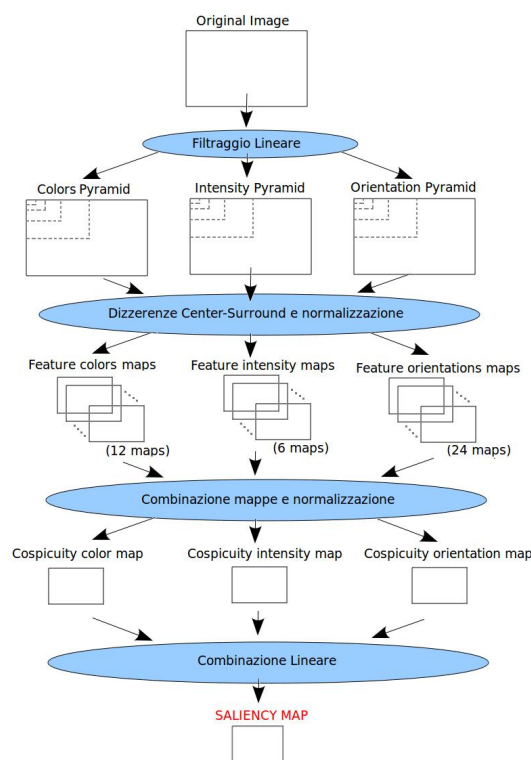 Original Image
Filtraggio Lineare
Colors Pyramid
Intensity Pyramid
Orientation Pyramid
Dizzerenze Center-Surround e normalizzazione
Feature colors maps
Feature intensity maps
Feature orientations maps
(12 maps)
(6 maps)
(24 maps)
Combinazione mappe e normalizzazione
Cospicuity color map
Cospicuity intensity map
Cospicuity orientation map
Combinazione Lineare
SALIENCY MAP